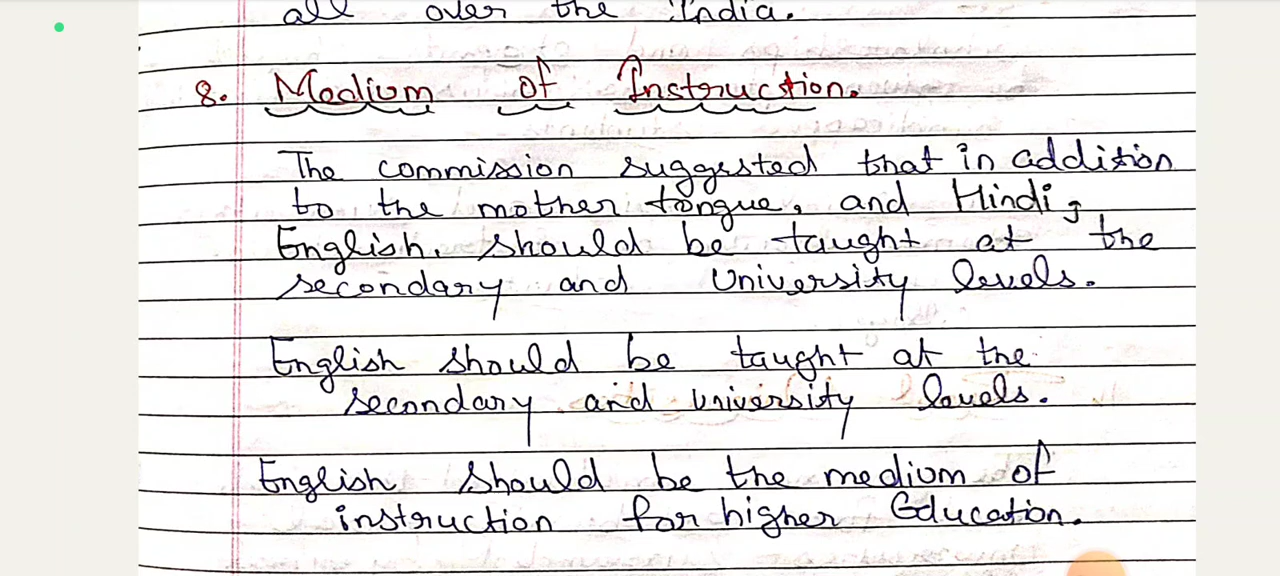 all over the India.
8. Medium of Instruction.
The commission suggested that in addition
to the mother tongue, and Hindi,
English, should be taught at the
secondary and University levels.
English should be taught at the
secondary and university levels.
English should be the medium of
instruction for higher Education.